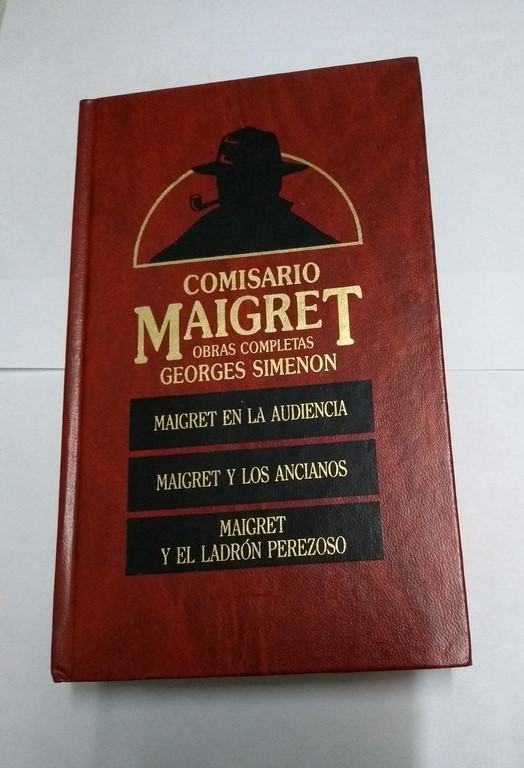 COMISARIO
MAIGRET
OBRAS COMPLETAS
GEORGES SIMENON
MAIGRET EN LA AUDIENCIA
MAIGRET Y LOS ANCIANOS
MAIGRET
Y EL LADRÓN PEREZOSO